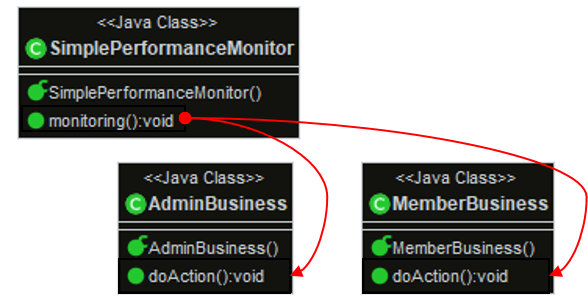 <<Java Class>>
C SimplePerformanceMonitor
SimplePerformanceMonitor()
monitoring():void
<<Java Class>>
C AdminBusiness
AdminBusiness()
doAction():void
<<Java Class>>
C MemberBusiness
MemberBusiness()
doAction():void